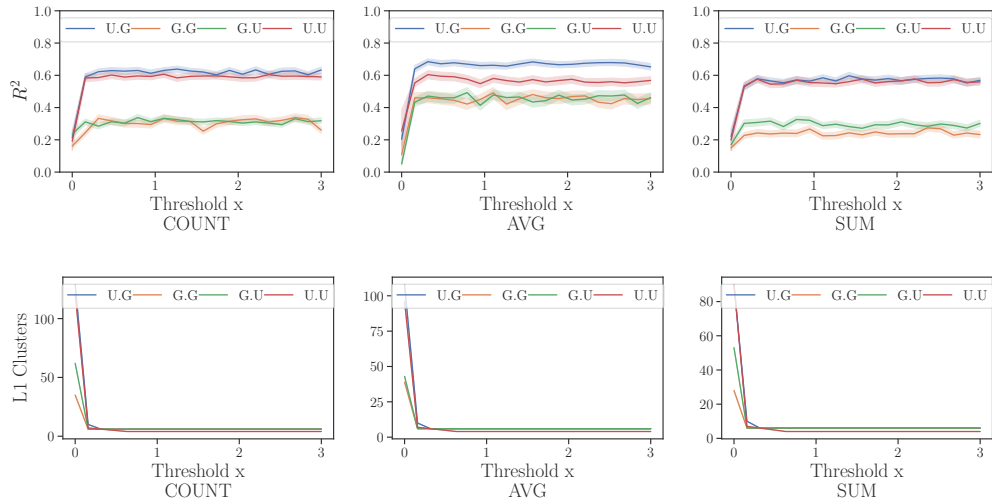 U.G G.G G.U U.U
U.G G.G G.U U.U
U.G G.G G.U U.U
1.0
0.8
0.6
0.4
0.2
0.0
R²
0 1 2 3
Threshold x
COUNT
1.0
0.8
0.6
0.4
0.2
0.0
0 1 2 3
Threshold x
AVG
1.0
0.8
0.6
0.4
0.2
0.0
0 1 2 3
Threshold x
SUM
U.G G.G G.U U.U
U.G G.G G.U U.U
U.G G.G G.U U.U
L1 Clusters
100
50
0
0 1 2 3
Threshold x
COUNT
100
75
50
25
0
0 1 2 3
Threshold x
AVG
80
60
40
20
0
0 1 2 3
Threshold x
SUM